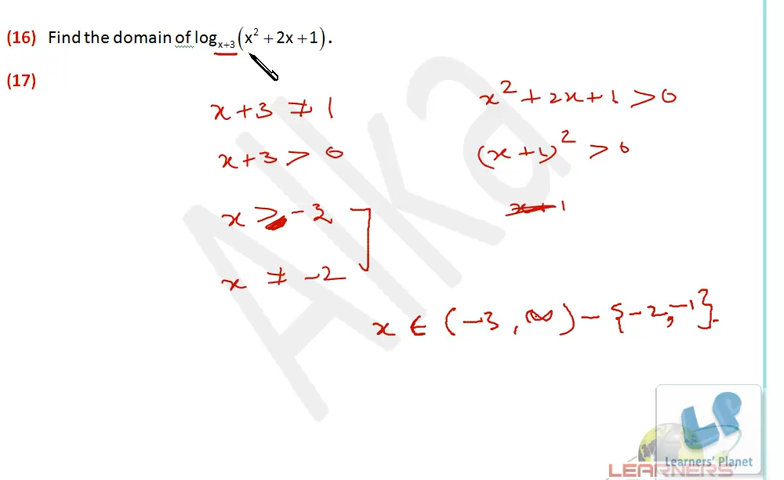 (16) Find the domain of log_{x+3}(x² + 2x + 1).
(17)
x + 3 ≠ 1
x² + 2x + 1 > 0
x + 3 > 0
(x + 1)² > 0
x > -3
x ≠ -2
x ∈ (-3, ∞) - {-2, -1}.
Alka
Learners' Planet
LEARNERS